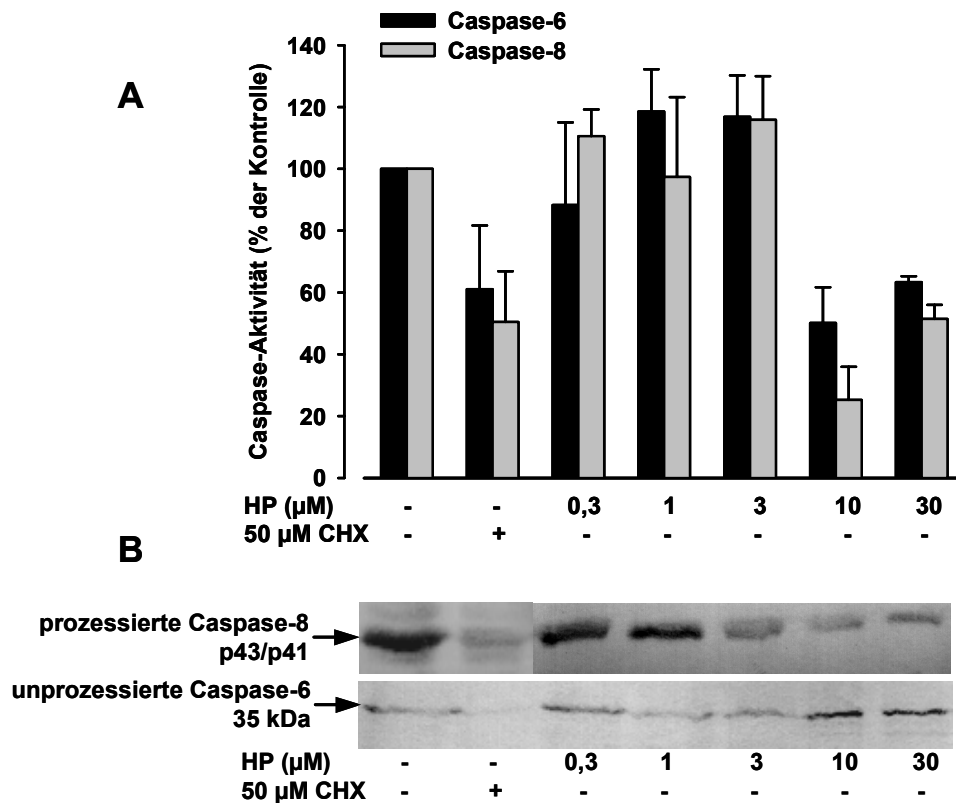 Caspase-6
Caspase-8
A
Caspase-Aktivität (% der Kontrolle)
140
120
100
80
60
40
20
0
HP (µM) - - 0,3 1 3 10 30
50 µM CHX - + - - - - -
B
prozessierte Caspase-8
p43/p41
unprozessierte Caspase-6
35 kDa
HP (µM) - - 0,3 1 3 10 30
50 µM CHX - + - - - - -